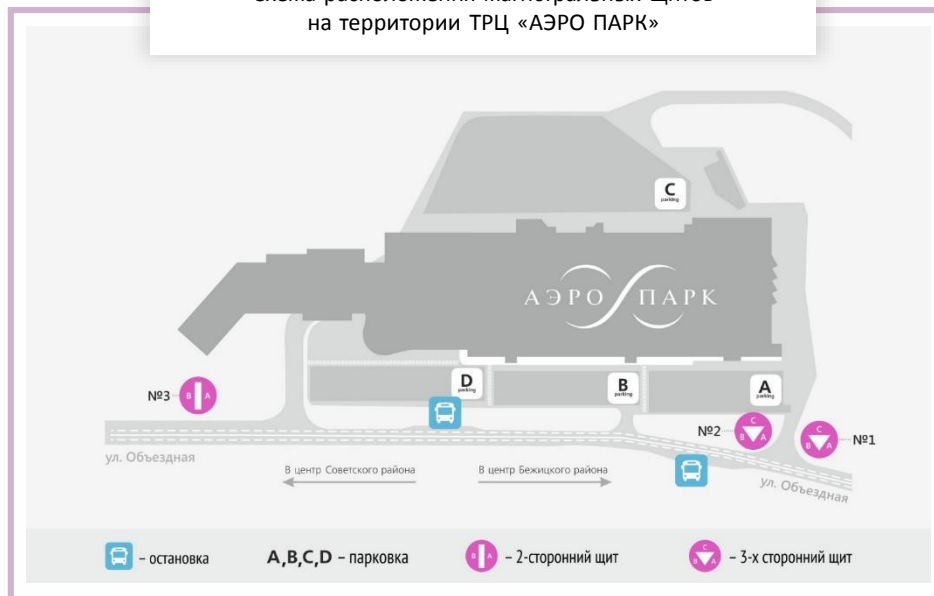 на территории ТРЦ «АЭРО ПАРК»
C
parking
АЭРО ПАРК
D
parking
B
parking
A
parking
№3
B A
C
№2
B A
C
B A
№1
ул. Объездная
В центр Советского района
В центр Бежицкого района
ул. Объездная
– остановка
A,B,C,D – парковка
B A
– 2-сторонний щит
C
B A
– 3-х сторонний щит